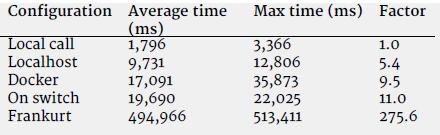 Configuration Average time (ms) Max time (ms) Factor
Local call 1,796 3,366 1.0
Localhost 9,731 12,806 5.4
Docker 17,091 35,873 9.5
On switch 19,690 22,025 11.0
Frankurt 494,966 513,411 275.6